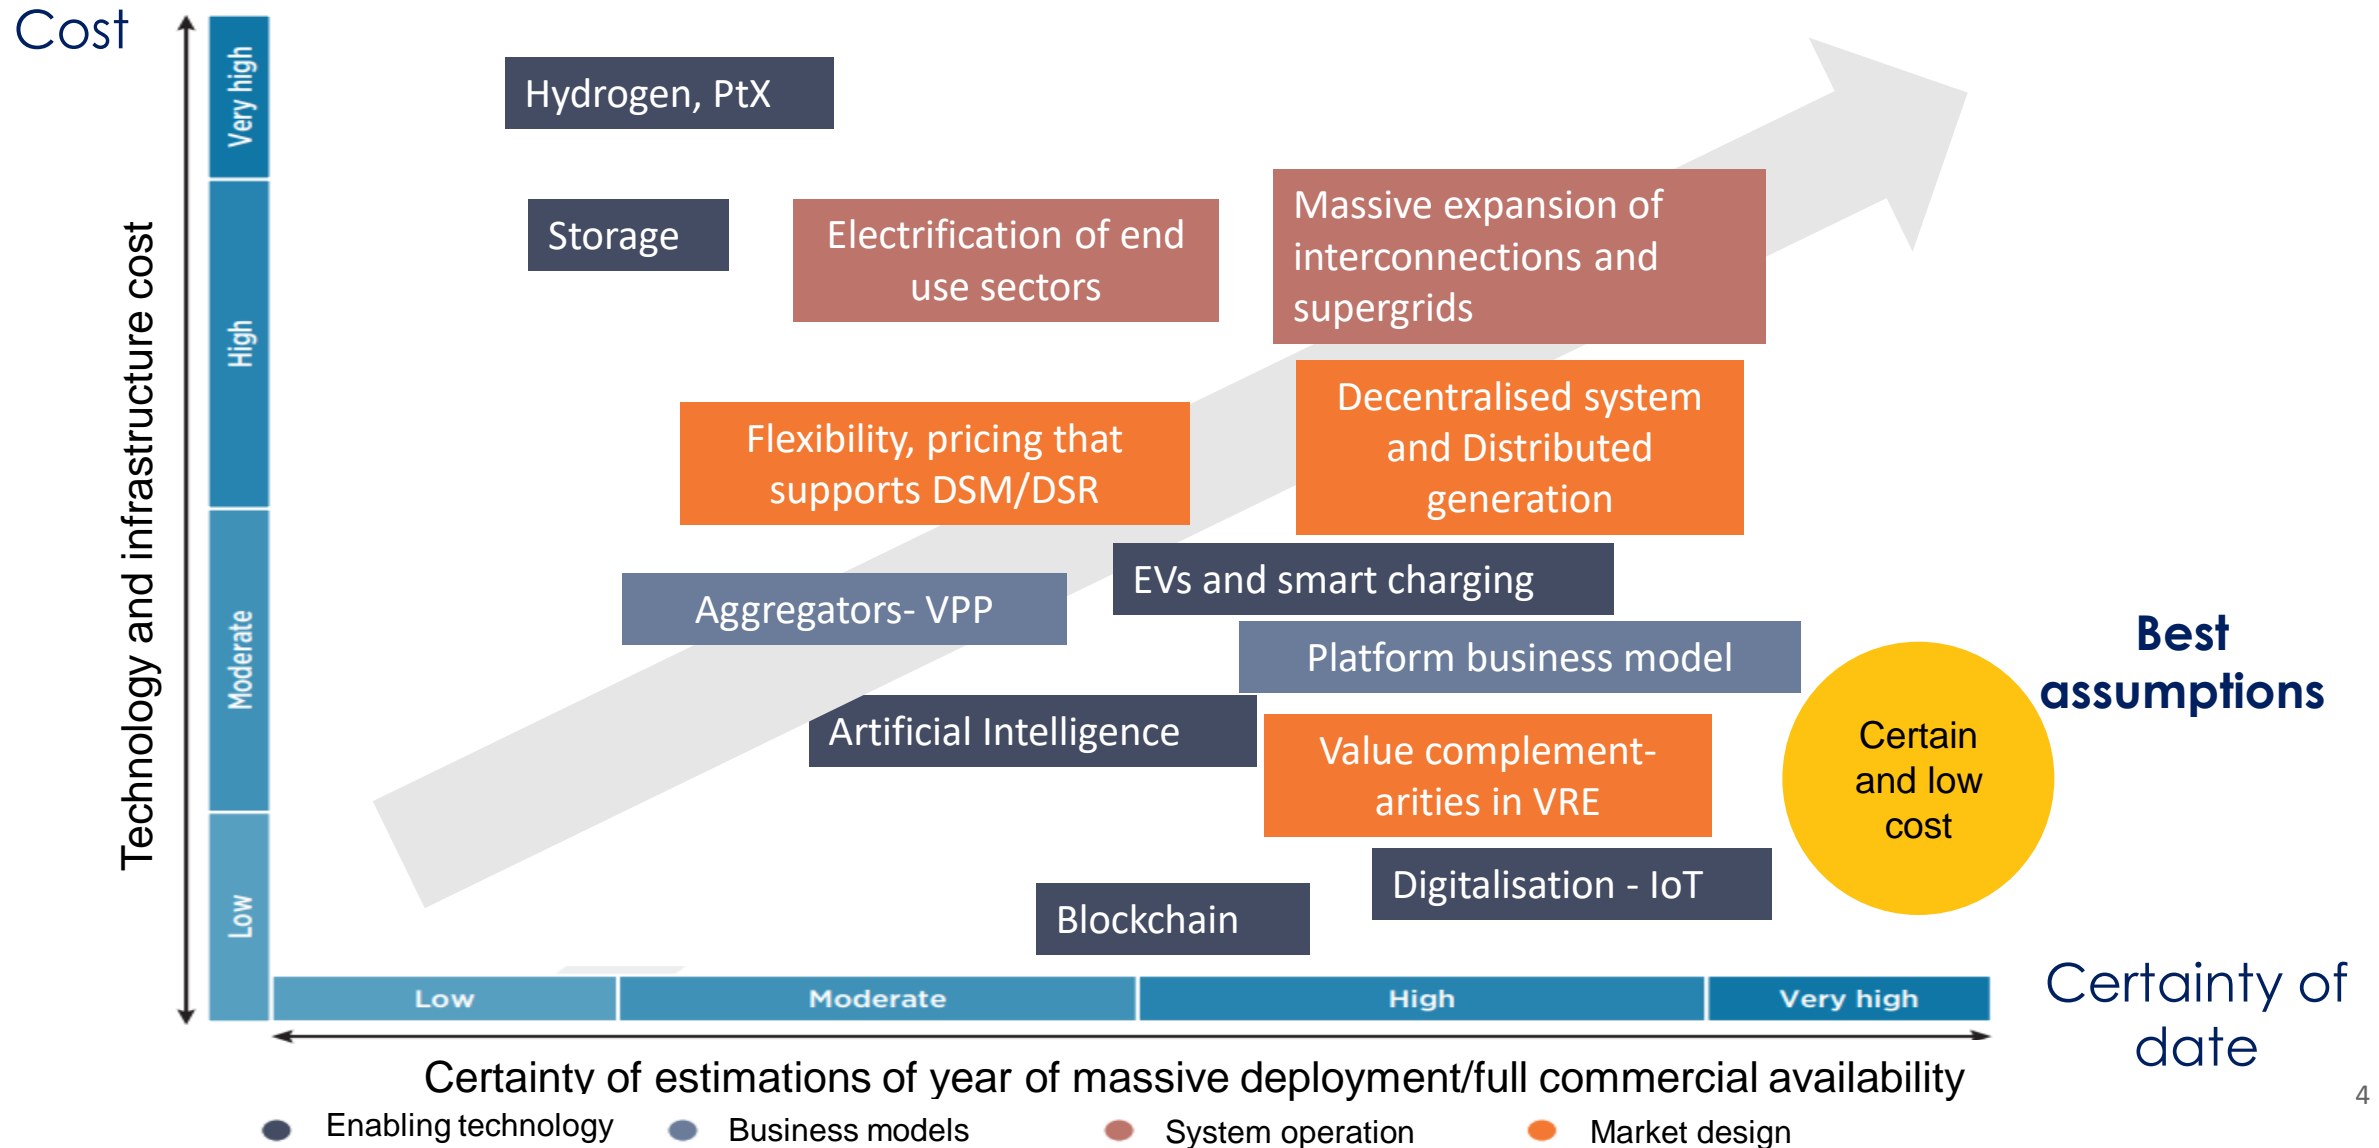 Cost
Technology and infrastructure cost
Very high
High
Moderate
Low
Hydrogen, PtX
Storage
Electrification of end
use sectors
Massive expansion of
interconnections and
supergrids
Flexibility, pricing that
supports DSM/DSR
Decentralised system
and Distributed
generation
EVs and smart charging
Aggregators- VPP
Platform business model
Artificial Intelligence
Value complement-
arities in VRE
Digitalisation - IoT
Blockchain
Certain
and low
cost
Best
assumptions
Low
Moderate
High
Very high
Certainty of
date
Certainty of estimations of year of massive deployment/full commercial availability
Enabling technology
Business models
System operation
Market design
4